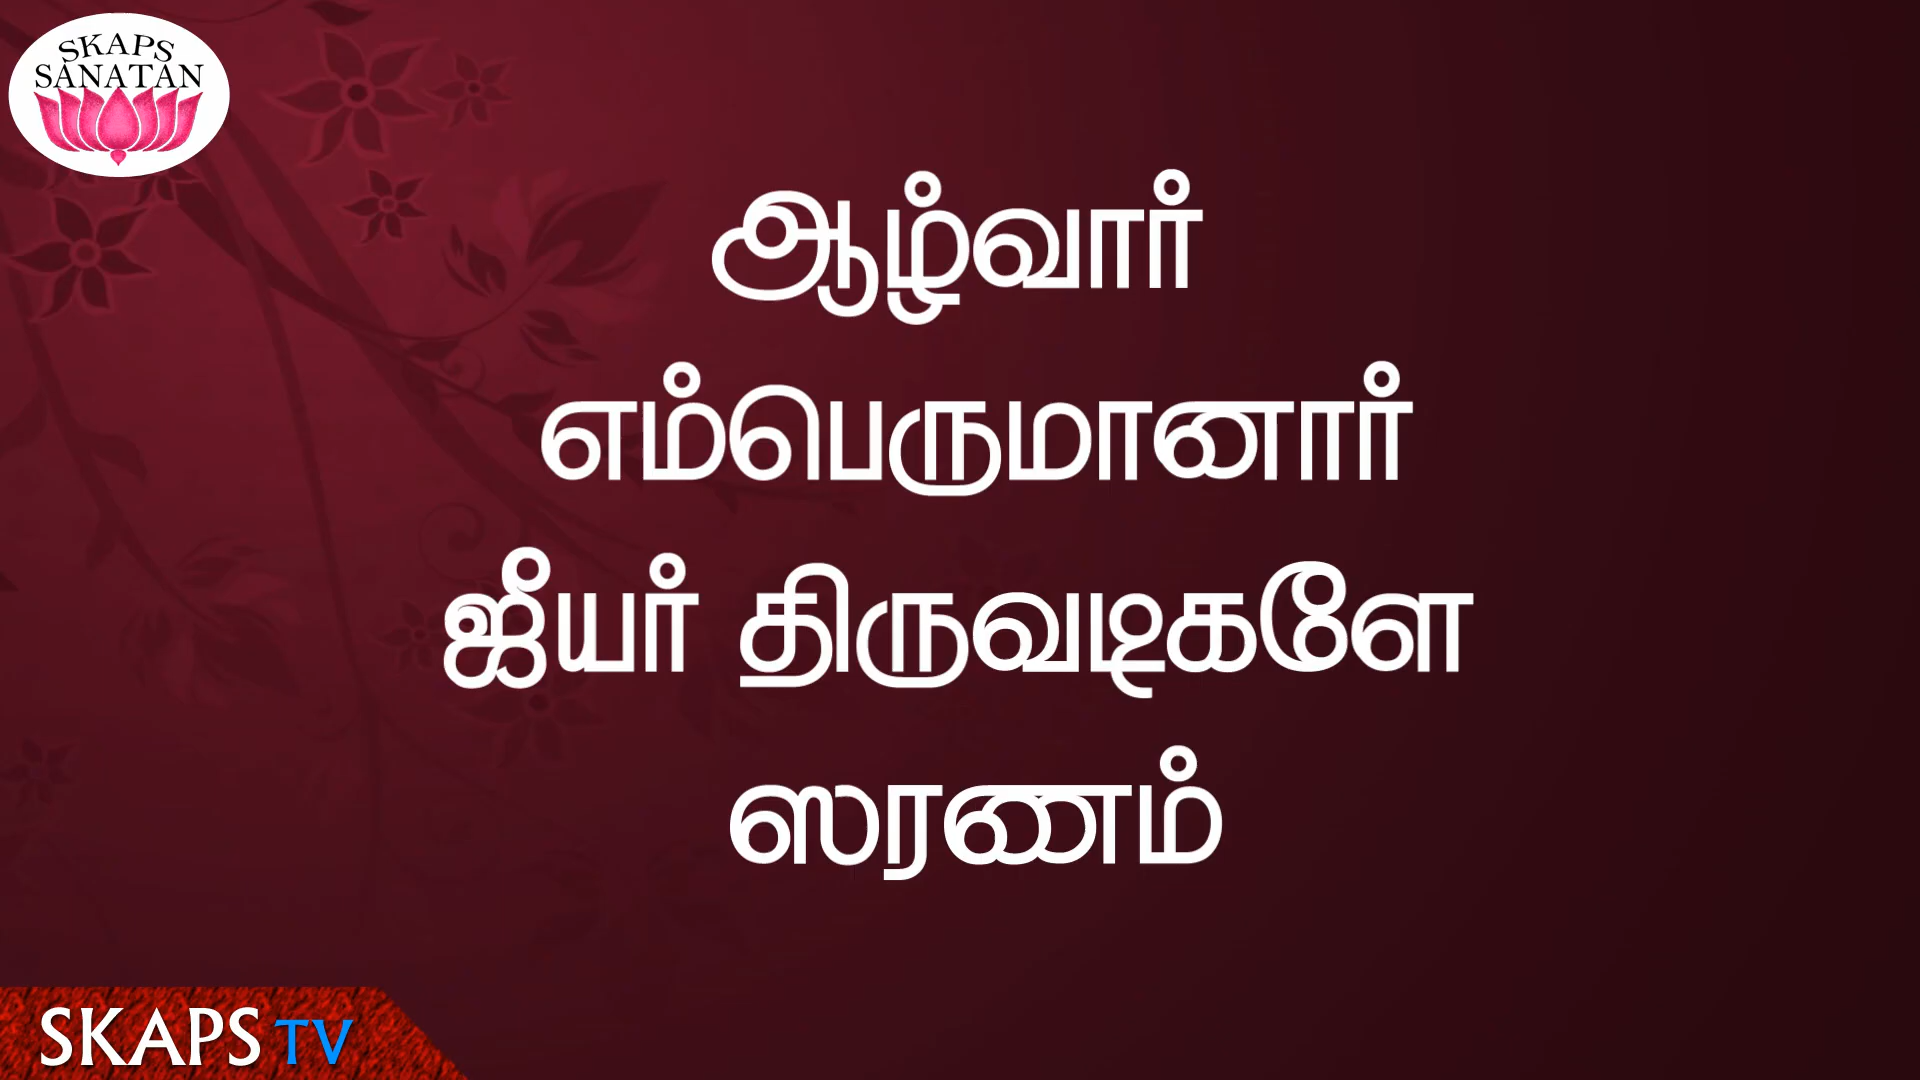 SKAPS
SANATAN
ஆழ்வார்
எம்பெருமானார்
ஜீயர் திருவடிகளே
ஸரணம்
SKAPS TV